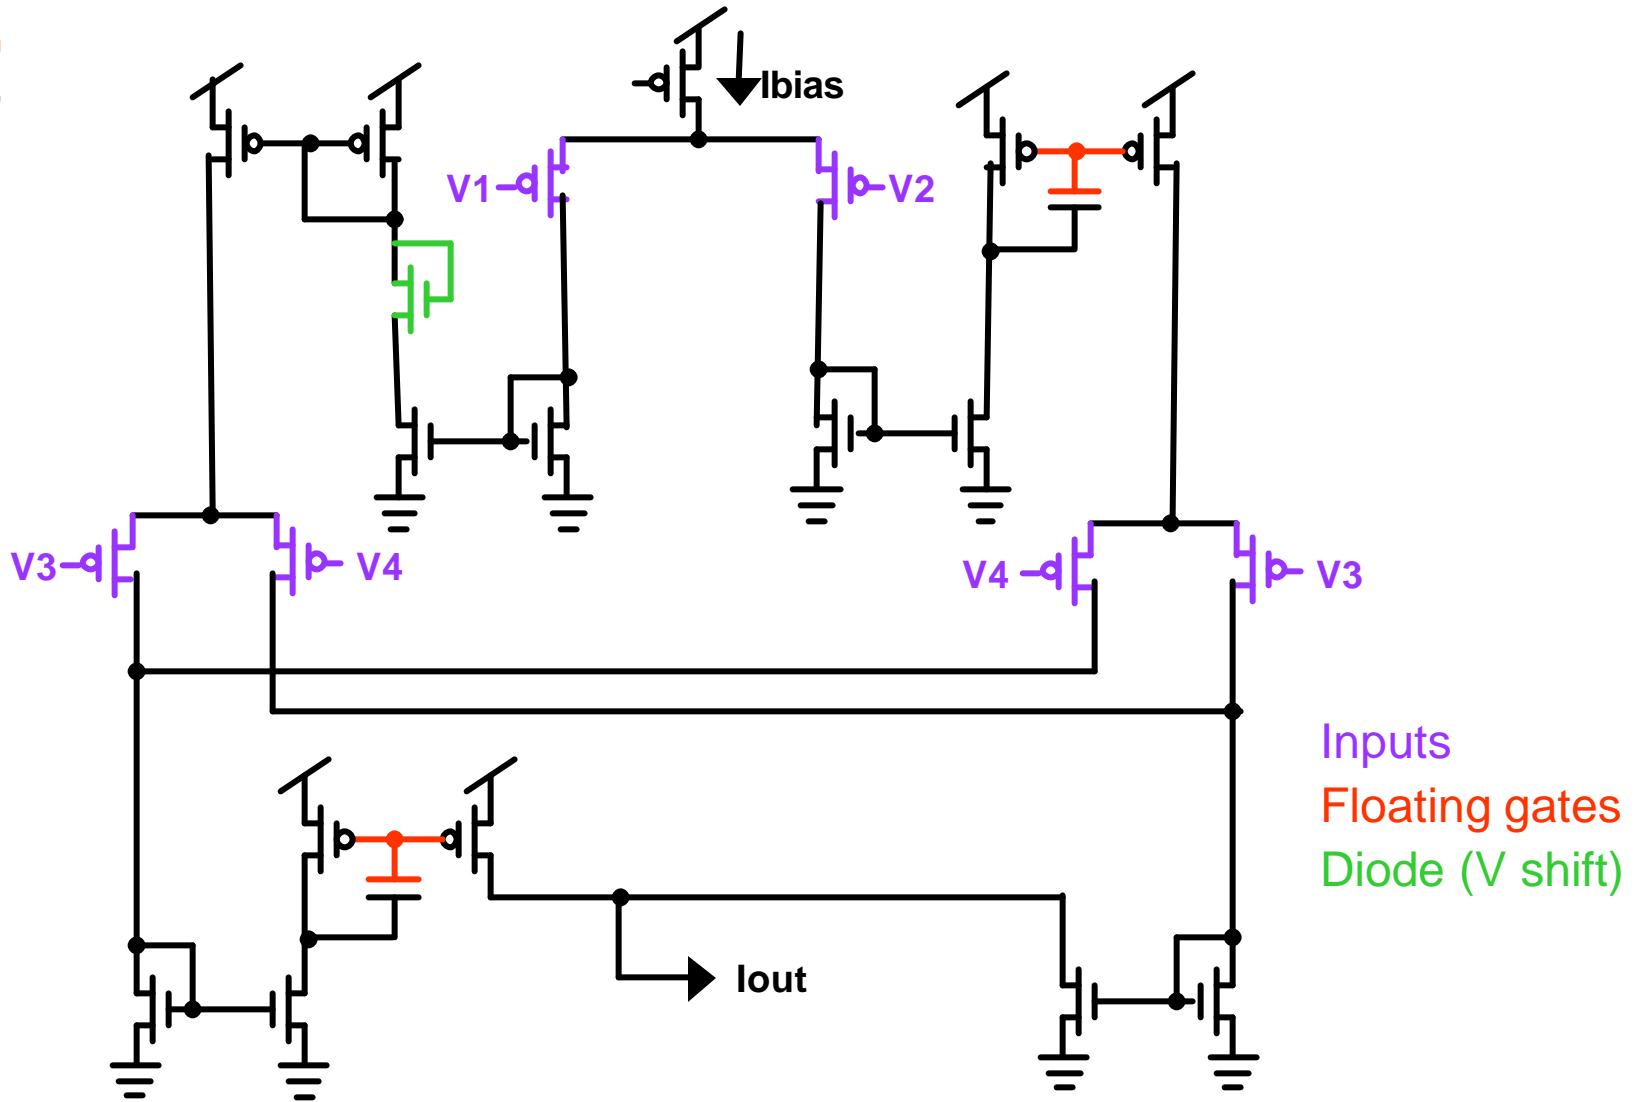 Ibias
V1
V2
V3
V4
V4
V3
Inputs
Floating gates
Diode (V shift)
Iout